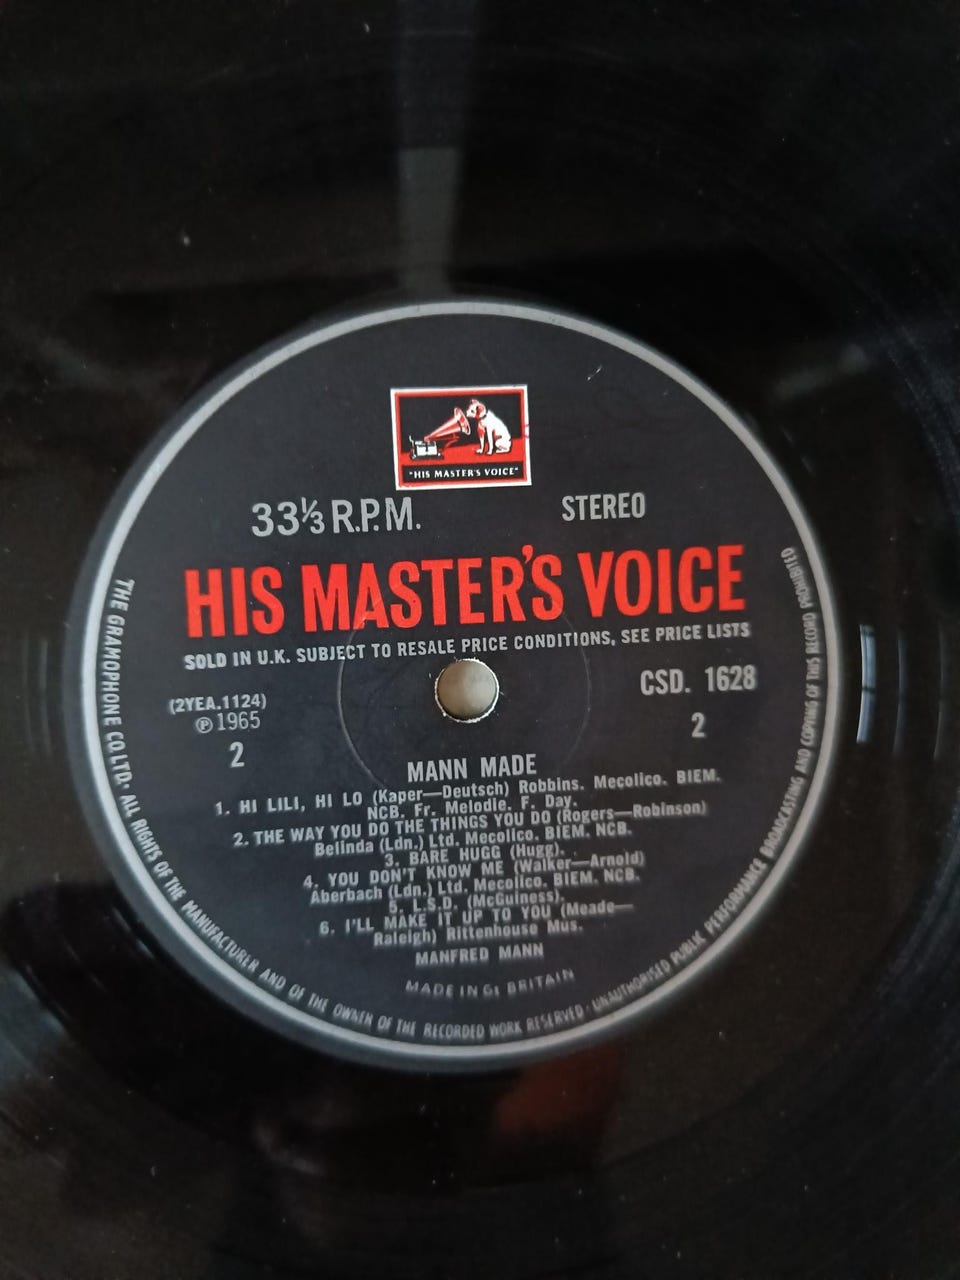 "HIS MASTER'S VOICE"
33⅓ R.P.M. STEREO
HIS MASTER'S VOICE
SOLD IN U.K. SUBJECT TO RESALE PRICE CONDITIONS, SEE PRICE LISTS
(2YEA.1124) CSD. 1628
℗ 1965
2 2
MANN MADE
1. HI LILI, HI LO (Kaper—Deutsch) Robbins. Mecolico. BIEM.
NCB. Fr. Melodie. F. Day.
2. THE WAY YOU DO THE THINGS YOU DO (Rogers—Robinson)
Belinda (Ldn.) Ltd. Mecolico. BIEM. NCB.
3. BARE HUGG (Hugg).
4. YOU DON'T KNOW ME (Walker—Arnold)
Aberbach (Ldn.) Ltd. Mecolico. BIEM. NCB.
5. L.S.D. (McGuiness).
6. I'LL MAKE IT UP TO YOU (Meade—
Raleigh) Rittenhouse Mus.
MANFRED MANN
MADE IN Gt BRITAIN
THE GRAMOPHONE CO. LTD. ALL RIGHTS OF THE MANUFACTURER AND OF THE OWNER OF THE RECORDED WORK RESERVED · UNAUTHORISED PUBLIC PERFORMANCE BROADCASTING AND COPYING OF THIS RECORD PROHIBITED